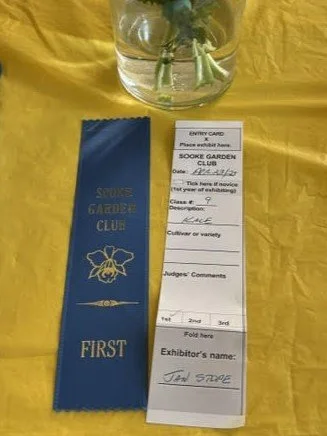 SOOKE
GARDEN
CLUB
FIRST
ENTRY CARD
X
Place exhibit here.
SOOKE GARDEN
CLUB
Date:
Tick here if novice
(1st year of exhibiting)
Class #: 9
Description:
KALE
Cultivar or variety
Judges' Comments
1st 2nd 3rd
Fold here
Exhibitor's name:
JAN